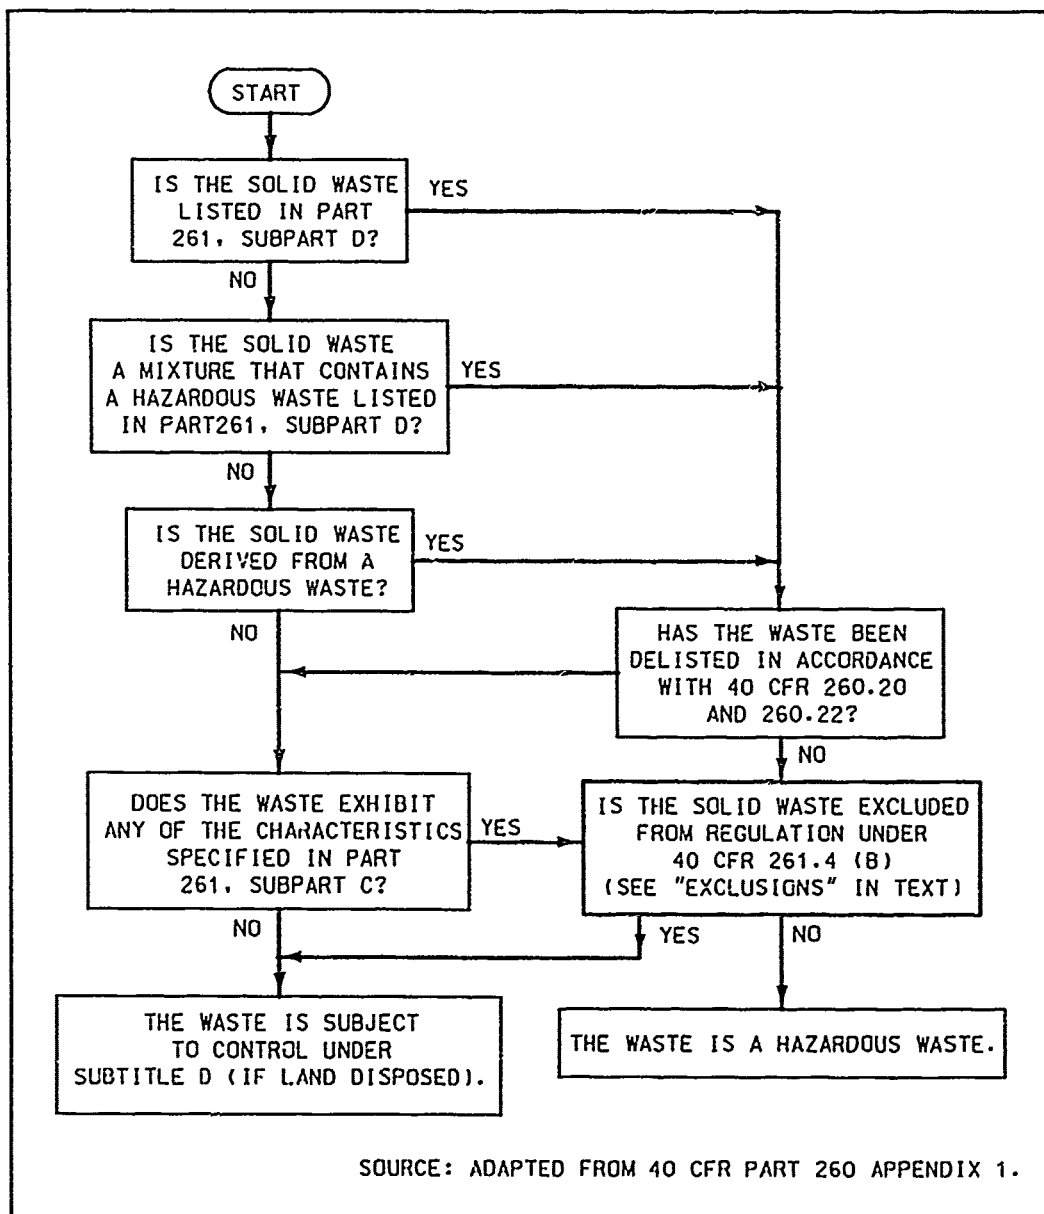 START
IS THE SOLID WASTE
LISTED IN PART
261, SUBPART D?
YES
NO
IS THE SOLID WASTE
A MIXTURE THAT CONTAINS
A HAZARDOUS WASTE LISTED
IN PART261, SUBPART D?
YES
NO
IS THE SOLID WASTE
DERIVED FROM A
HAZARDOUS WASTE?
YES
NO
HAS THE WASTE BEEN
DELISTED IN ACCORDANCE
WITH 40 CFR 260.20
AND 260.22?
NO
DOES THE WASTE EXHIBIT
ANY OF THE CHARACTERISTICS
SPECIFIED IN PART
261, SUBPART C?
YES
NO
IS THE SOLID WASTE EXCLUDED
FROM REGULATION UNDER
40 CFR 261.4 (B)
(SEE "EXCLUSIONS" IN TEXT)
YES
NO
THE WASTE IS SUBJECT
TO CONTROL UNDER
SUBTITLE D (IF LAND DISPOSED).
THE WASTE IS A HAZARDOUS WASTE.
SOURCE: ADAPTED FROM 40 CFR PART 260 APPENDIX 1.